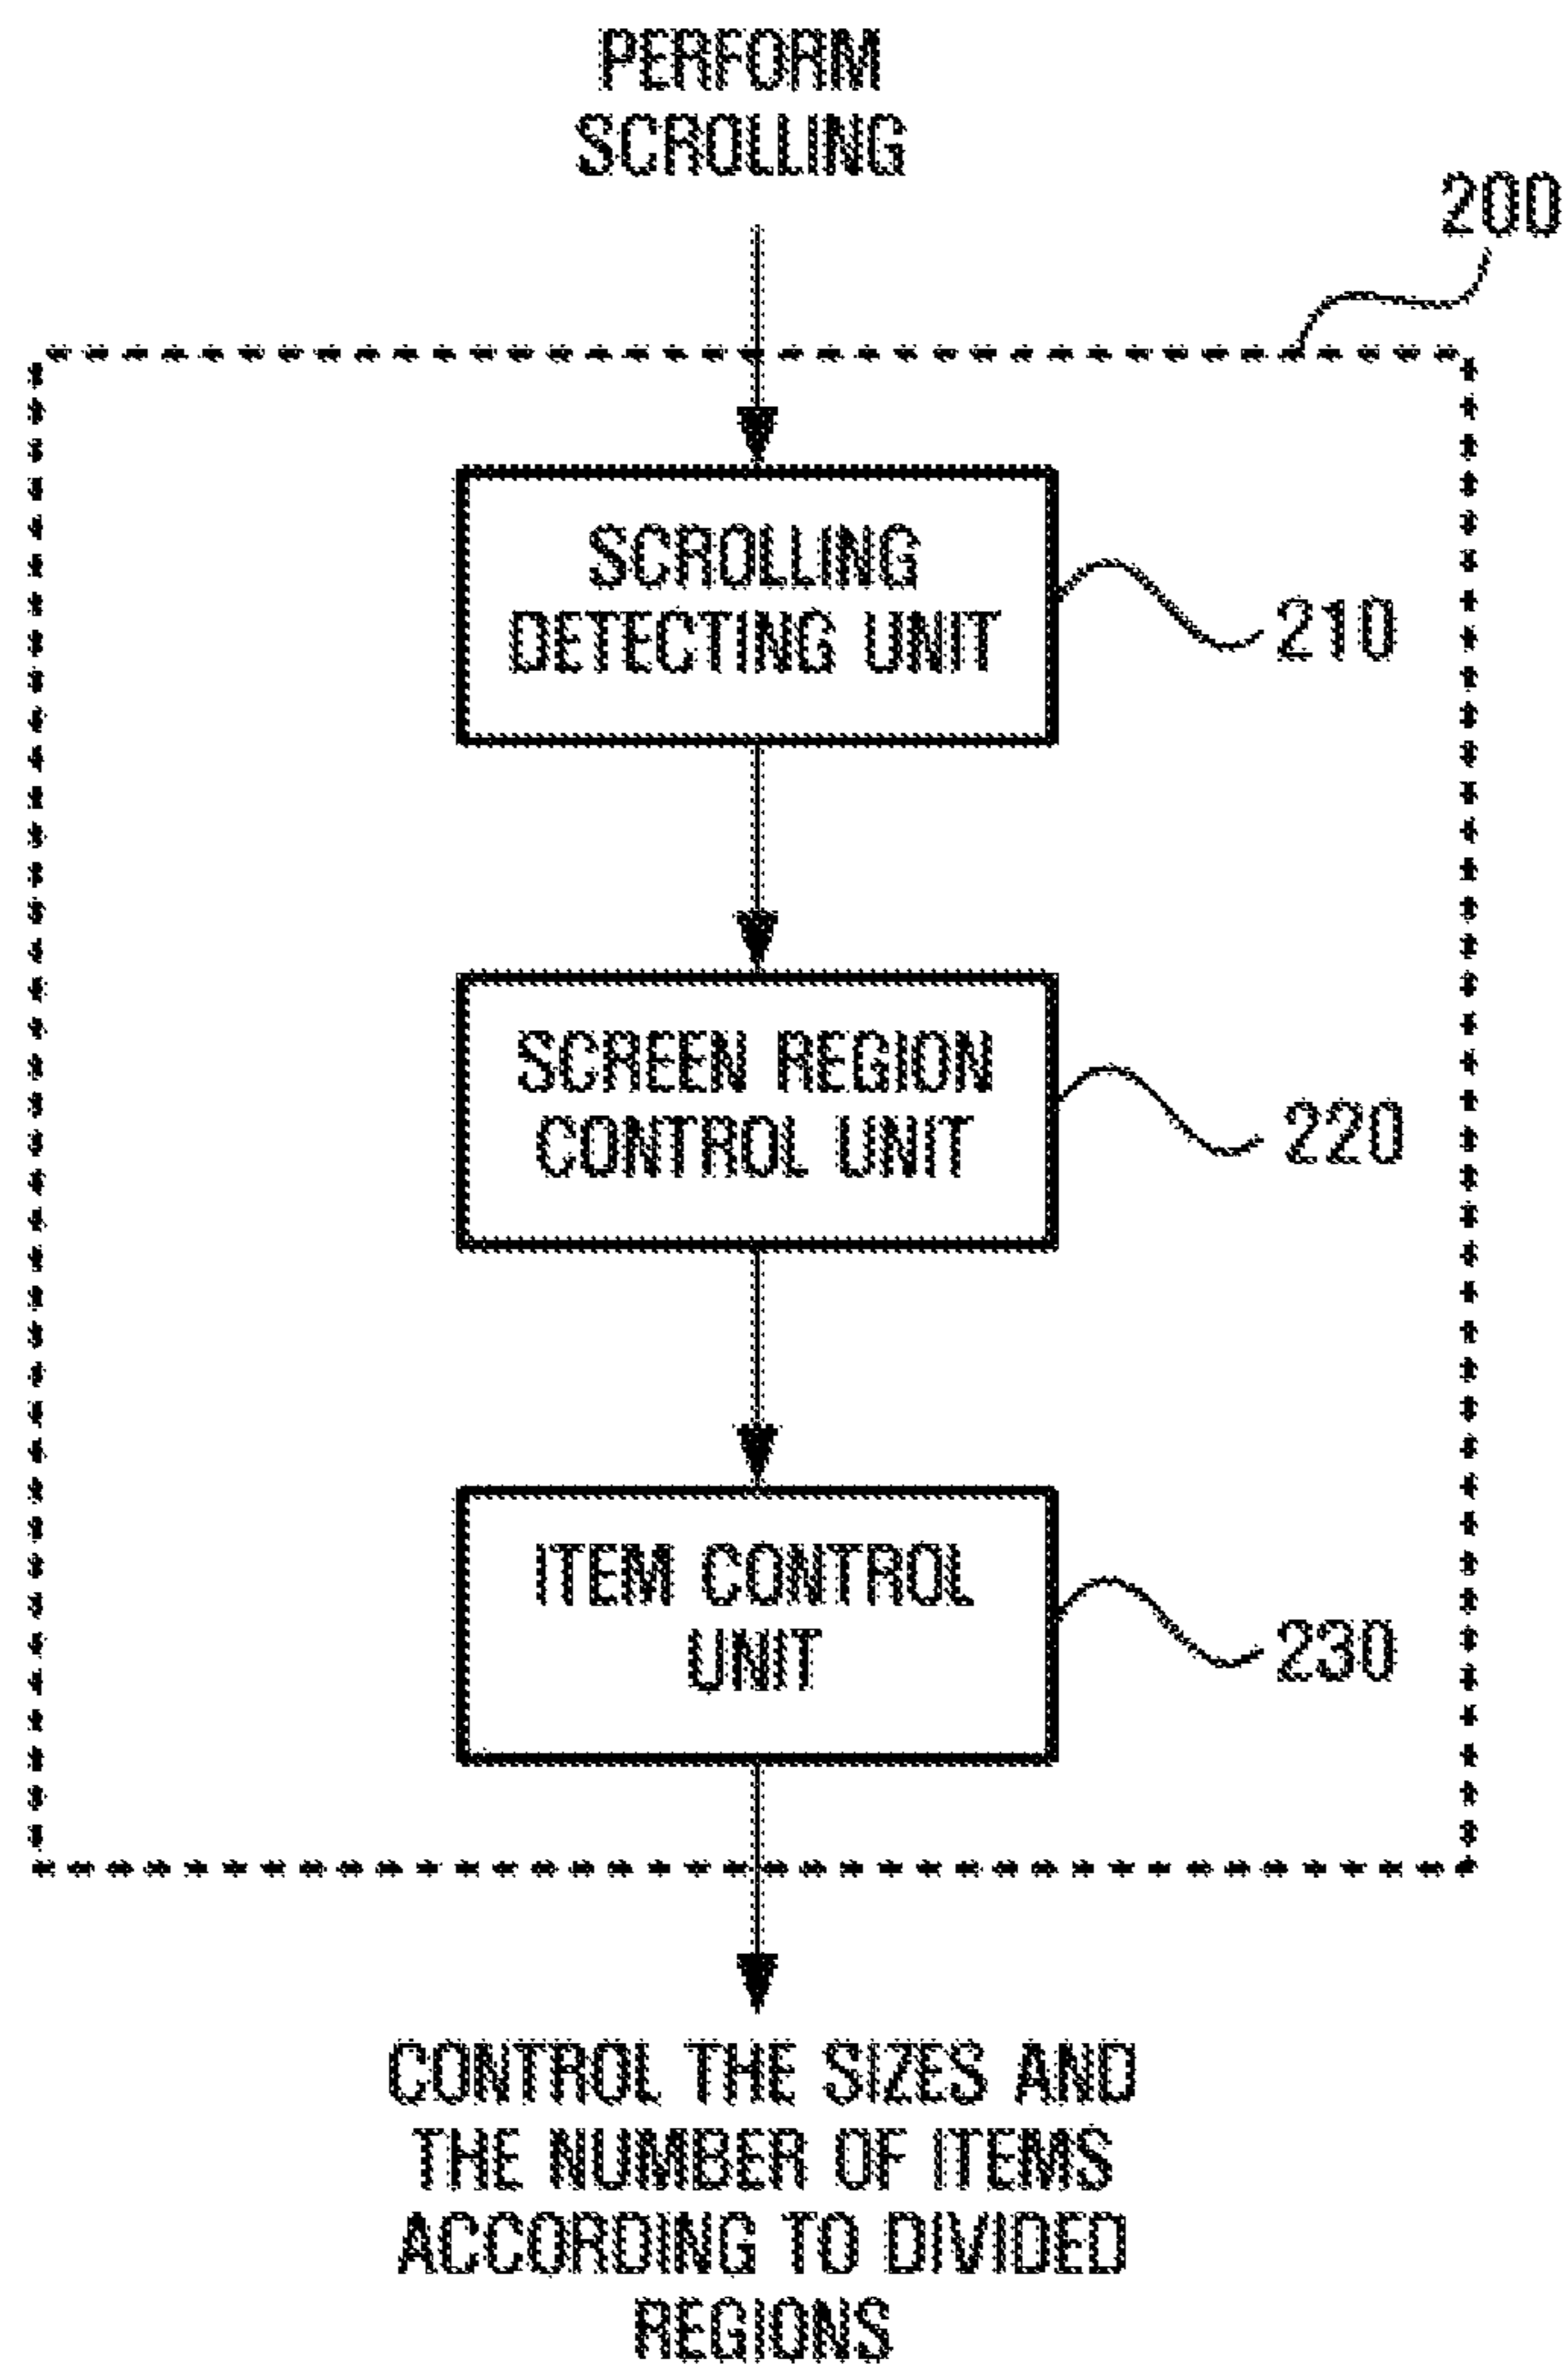 PERFORM
SCROLLING
200
SCROLLING
DETECTING UNIT
210
SCREEN REGION
CONTROL UNIT
220
ITEM CONTROL
UNIT
230
CONTROL THE SIZES AND
THE NUMBER OF ITEMS
ACCORDING TO DIVIDED
REGIONS